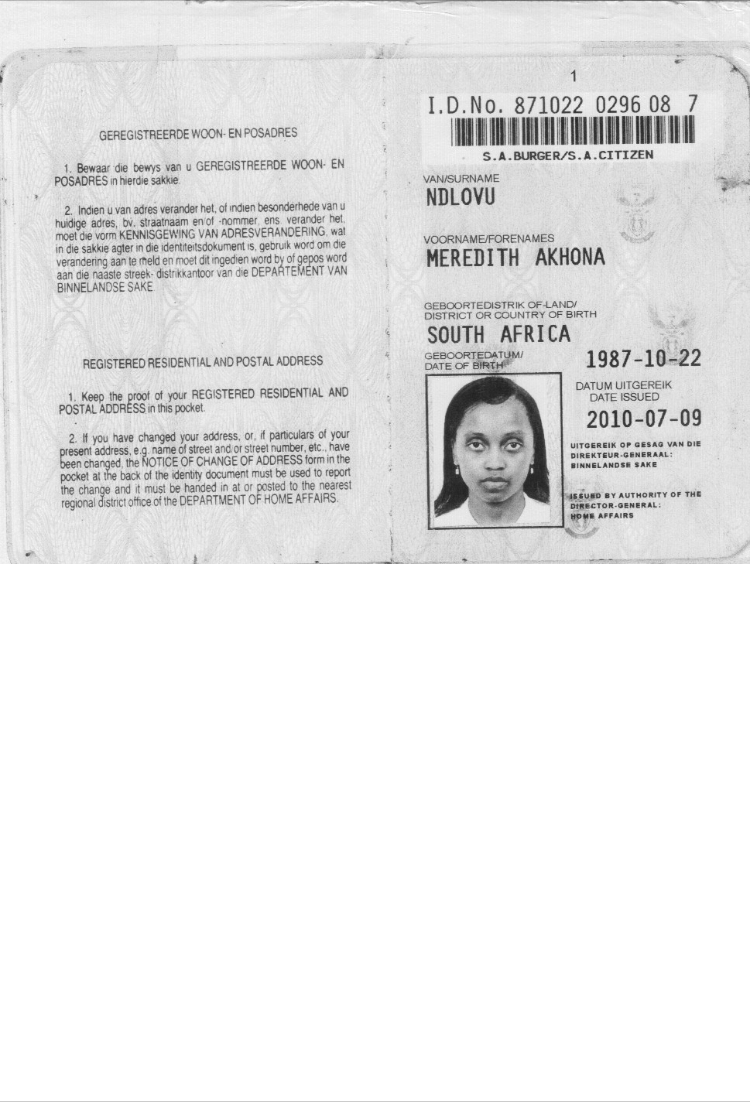 GEREGISTREERDE WOON- EN POSADRES
1. Bewaar die bewys van u GEREGISTREERDE WOON- EN
POSADRES in hierdie sakkie.
2. Indien u van adres verander het, of indien besonderhede van u
huidige adres, bv. straatnaam en/of -nommer, ens. verander het,
moet die vorm KENNISGEWING VAN ADRESVERANDERING, wat
in die sakkie agter in die identiteitsdokument is, gebruik word om die
verandering aan te meld en moet dit ingedien word by of gepos word
aan die naaste streek- distrikkantoor van die DEPARTEMENT VAN
BINNELANDSE SAKE.
REGISTERED RESIDENTIAL AND POSTAL ADDRESS
1. Keep the proof of your REGISTERED RESIDENTIAL AND
POSTAL ADDRESS in this pocket.
2. If you have changed your address, or, if particulars of your
present address, e.g. name of street and/or street number, etc., have
been changed, the NOTICE OF CHANGE OF ADDRESS form in the
pocket at the back of the identity document must be used to report
the change and it must be handed in at or posted to the nearest
regional district office of the DEPARTMENT OF HOME AFFAIRS.
1
I.D.No. 871022 0296 08 7
S.A.BURGER/S.A.CITIZEN
VAN/SURNAME
NDLOVU
VOORNAME/FORENAMES
MEREDITH AKHONA
GEBOORTEDISTRIK OF-LAND/
DISTRICT OR COUNTRY OF BIRTH
SOUTH AFRICA
GEBOORTEDATUM/
DATE OF BIRTH
1987-10-22
DATUM UITGEREIK
DATE ISSUED
2010-07-09
UITGEREIK OP GESAG VAN DIE
DIREKTEUR-GENERAAL:
BINNELANDSE SAKE
ISSUED BY AUTHORITY OF THE
DIRECTOR-GENERAL:
HOME AFFAIRS